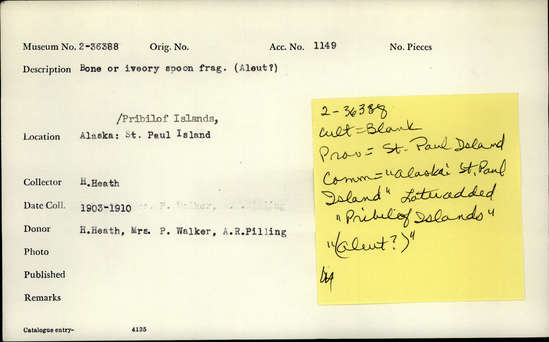 Museum No. 2-36388 Orig. No. Acc. No. 1149 No. Pieces
Description Bone or iveory spoon frag. (Aleut?)
/Pribilof Islands,
Location Alaska: St. Paul Island
Collector H.Heath
Date Coll. 1903-1910
Donor H.Heath, Mrs. P. Walker, A.R.Pilling
Photo
Published
Remarks
Catalogue entry- 4135
2-36388
Cult = Blank
Prov = St. Paul Island
Comm = "Alaska: St. Paul
Island" added
"Pribilof Islands"
"(Aleut?)"